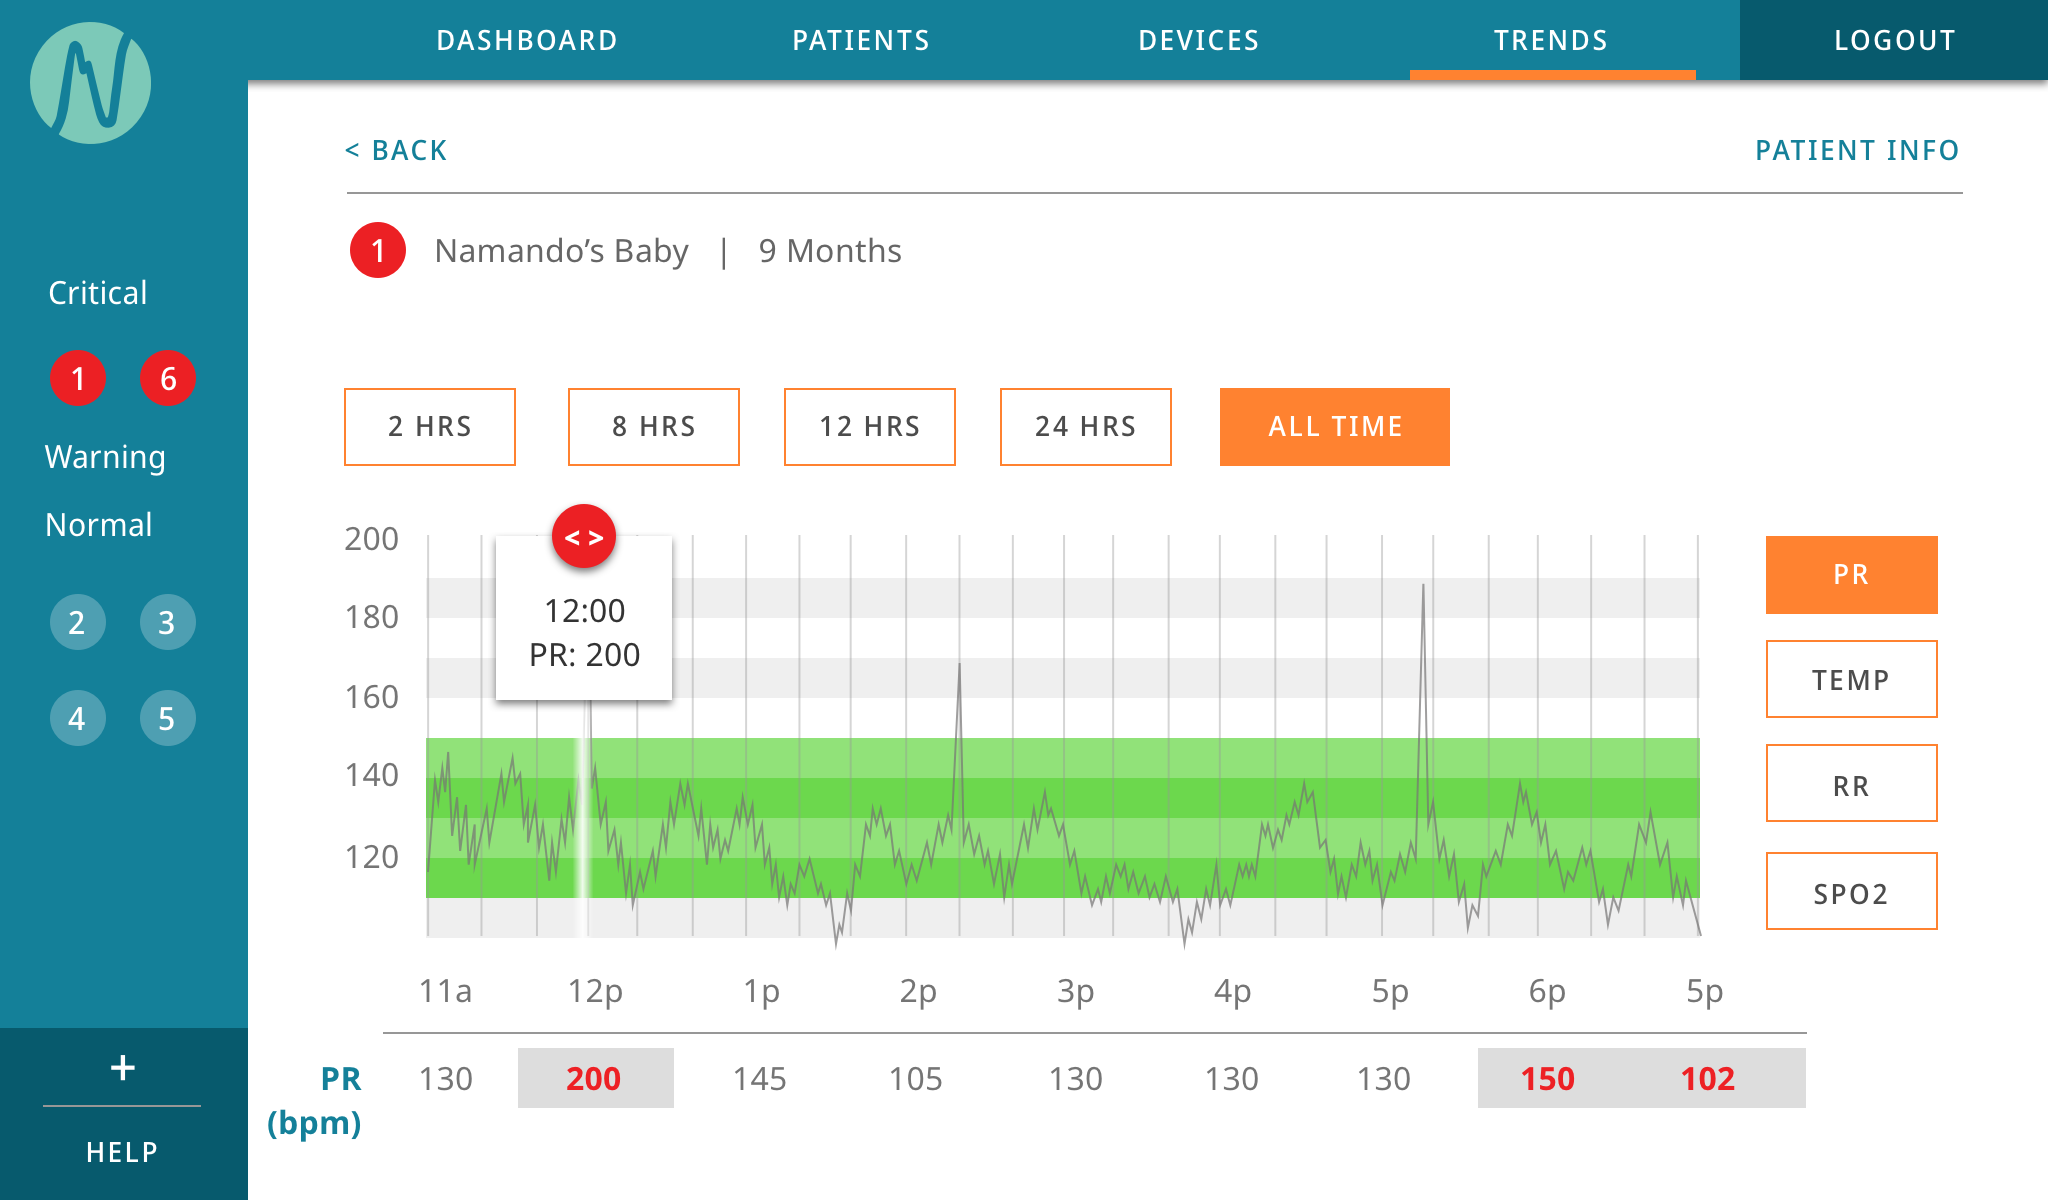 DASHBOARD PATIENTS DEVICES TRENDS LOGOUT
< BACK PATIENT INFO
1 Namando’s Baby | 9 Months
Critical
1 6
Warning
Normal
2 3
4 5
+
HELP
2 HRS 8 HRS 12 HRS 24 HRS ALL TIME
< >
12:00
PR: 200
200
180
160
140
120
PR
TEMP
RR
SPO2
11a 12p 1p 2p 3p 4p 5p 6p 5p
PR 130 200 145 105 130 130 130 150 102
(bpm)